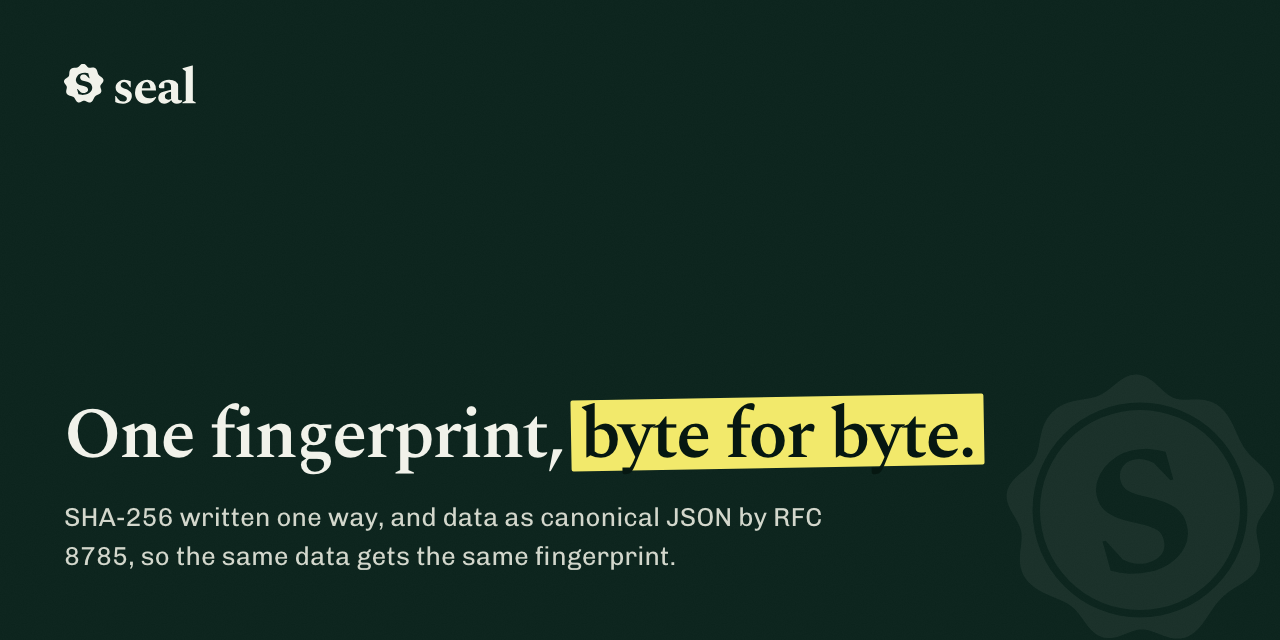 S seal
One fingerprint, byte for byte.
SHA-256 written one way, and data as canonical JSON by RFC
8785, so the same data gets the same fingerprint.
S